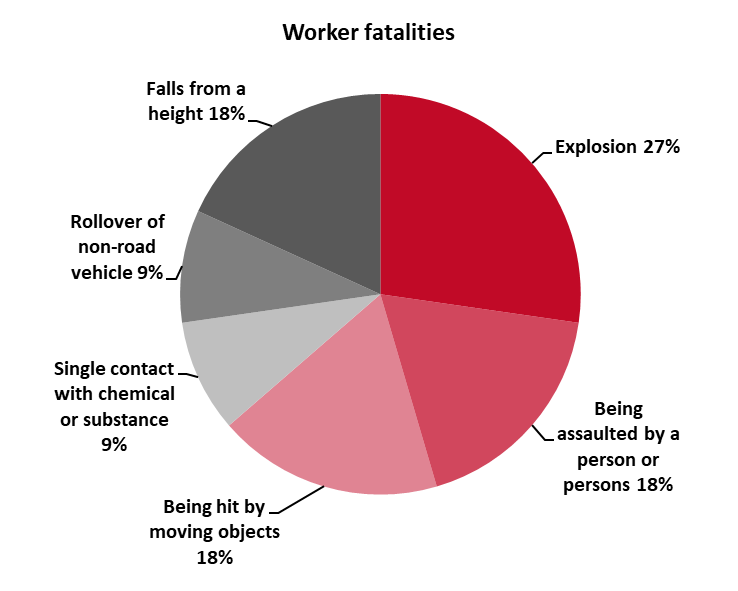 Worker fatalities
Falls from a
height 18%
Explosion 27%
Rollover of
non-road
vehicle 9%
Single contact
with chemical
or substance
9%
Being
assaulted by a
person or
persons 18%
Being hit by
moving objects
18%